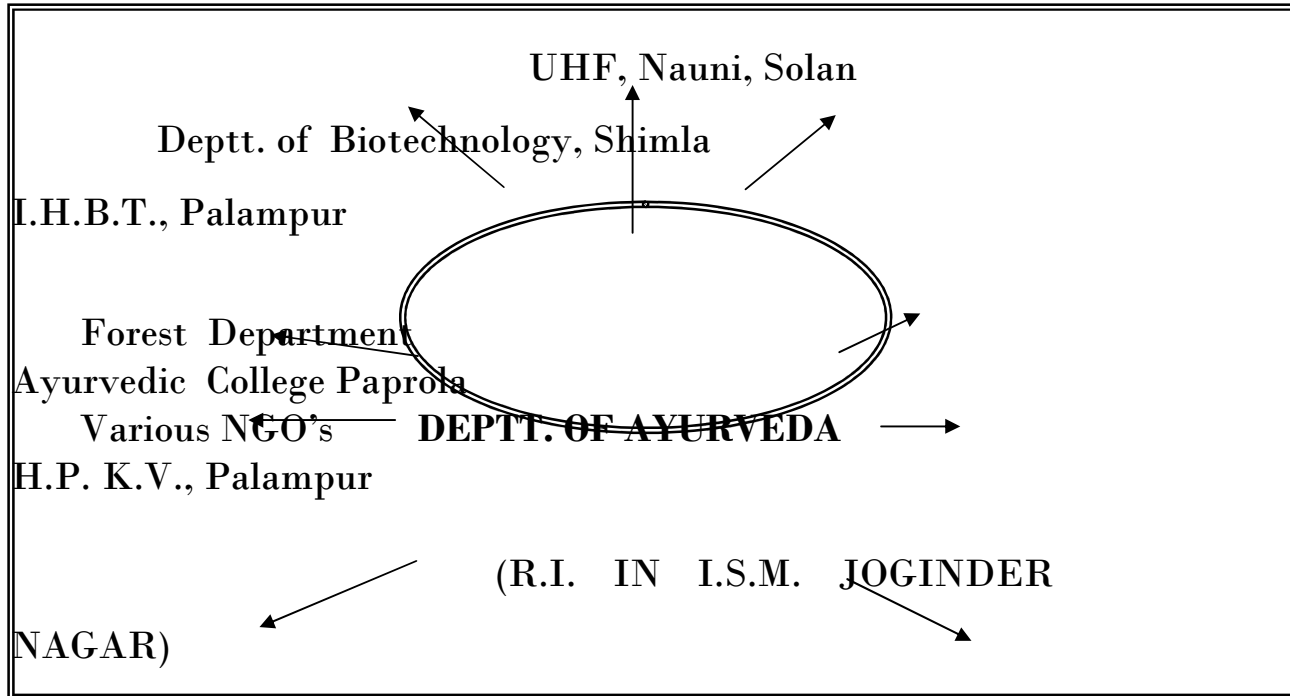 UHF, Nauni, Solan
Deptt. of Biotechnology, Shimla
I.H.B.T., Palampur
Forest Department
Ayurvedic College Paprola
Various NGO's DEPTT. OF AYURVEDA
H.P. K.V., Palampur
(R.I. IN I.S.M. JOGINDER
NAGAR)